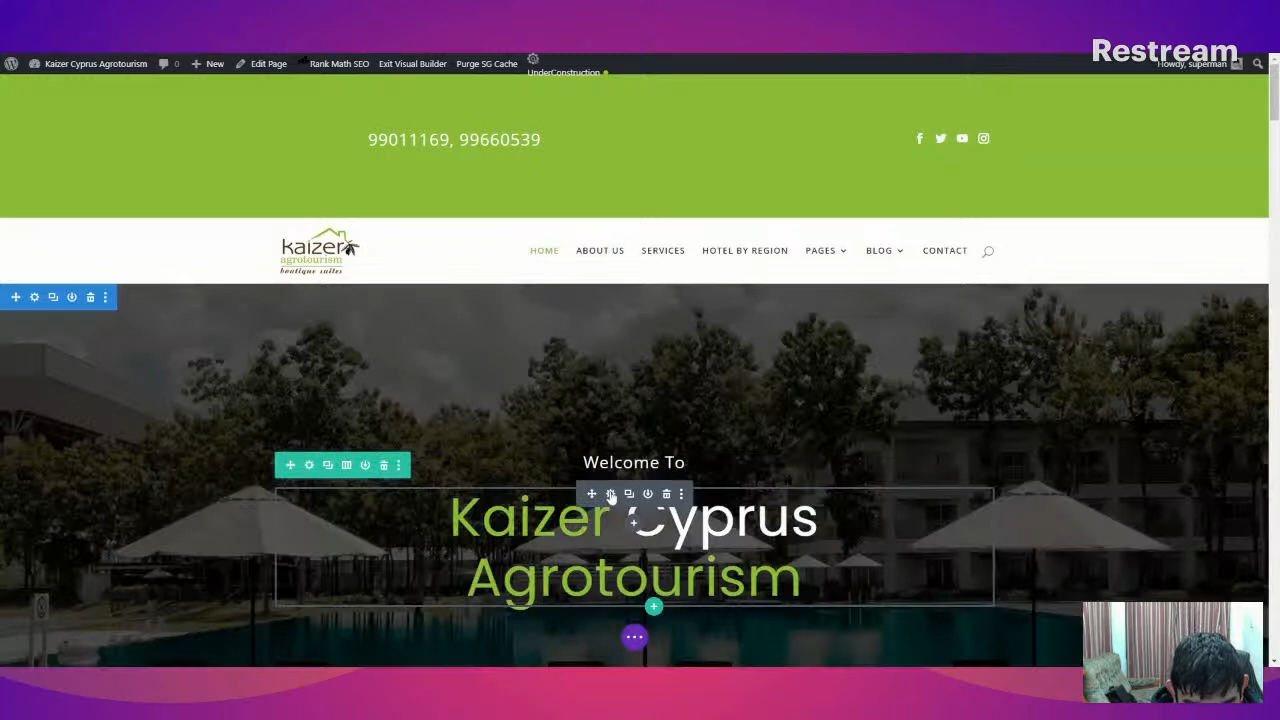 Restream
Kaizer Cyprus Agrotourism 0 New Edit Page Rank Math SEO Exit Visual Builder Purge SG Cache UnderConstruction Howdy, superman
99011169, 99660539
kaizer
agrotourism
boutique suites
HOME ABOUT US SERVICES HOTEL BY REGION PAGES BLOG CONTACT
Welcome To
Kaizer Cyprus
Agrotourism